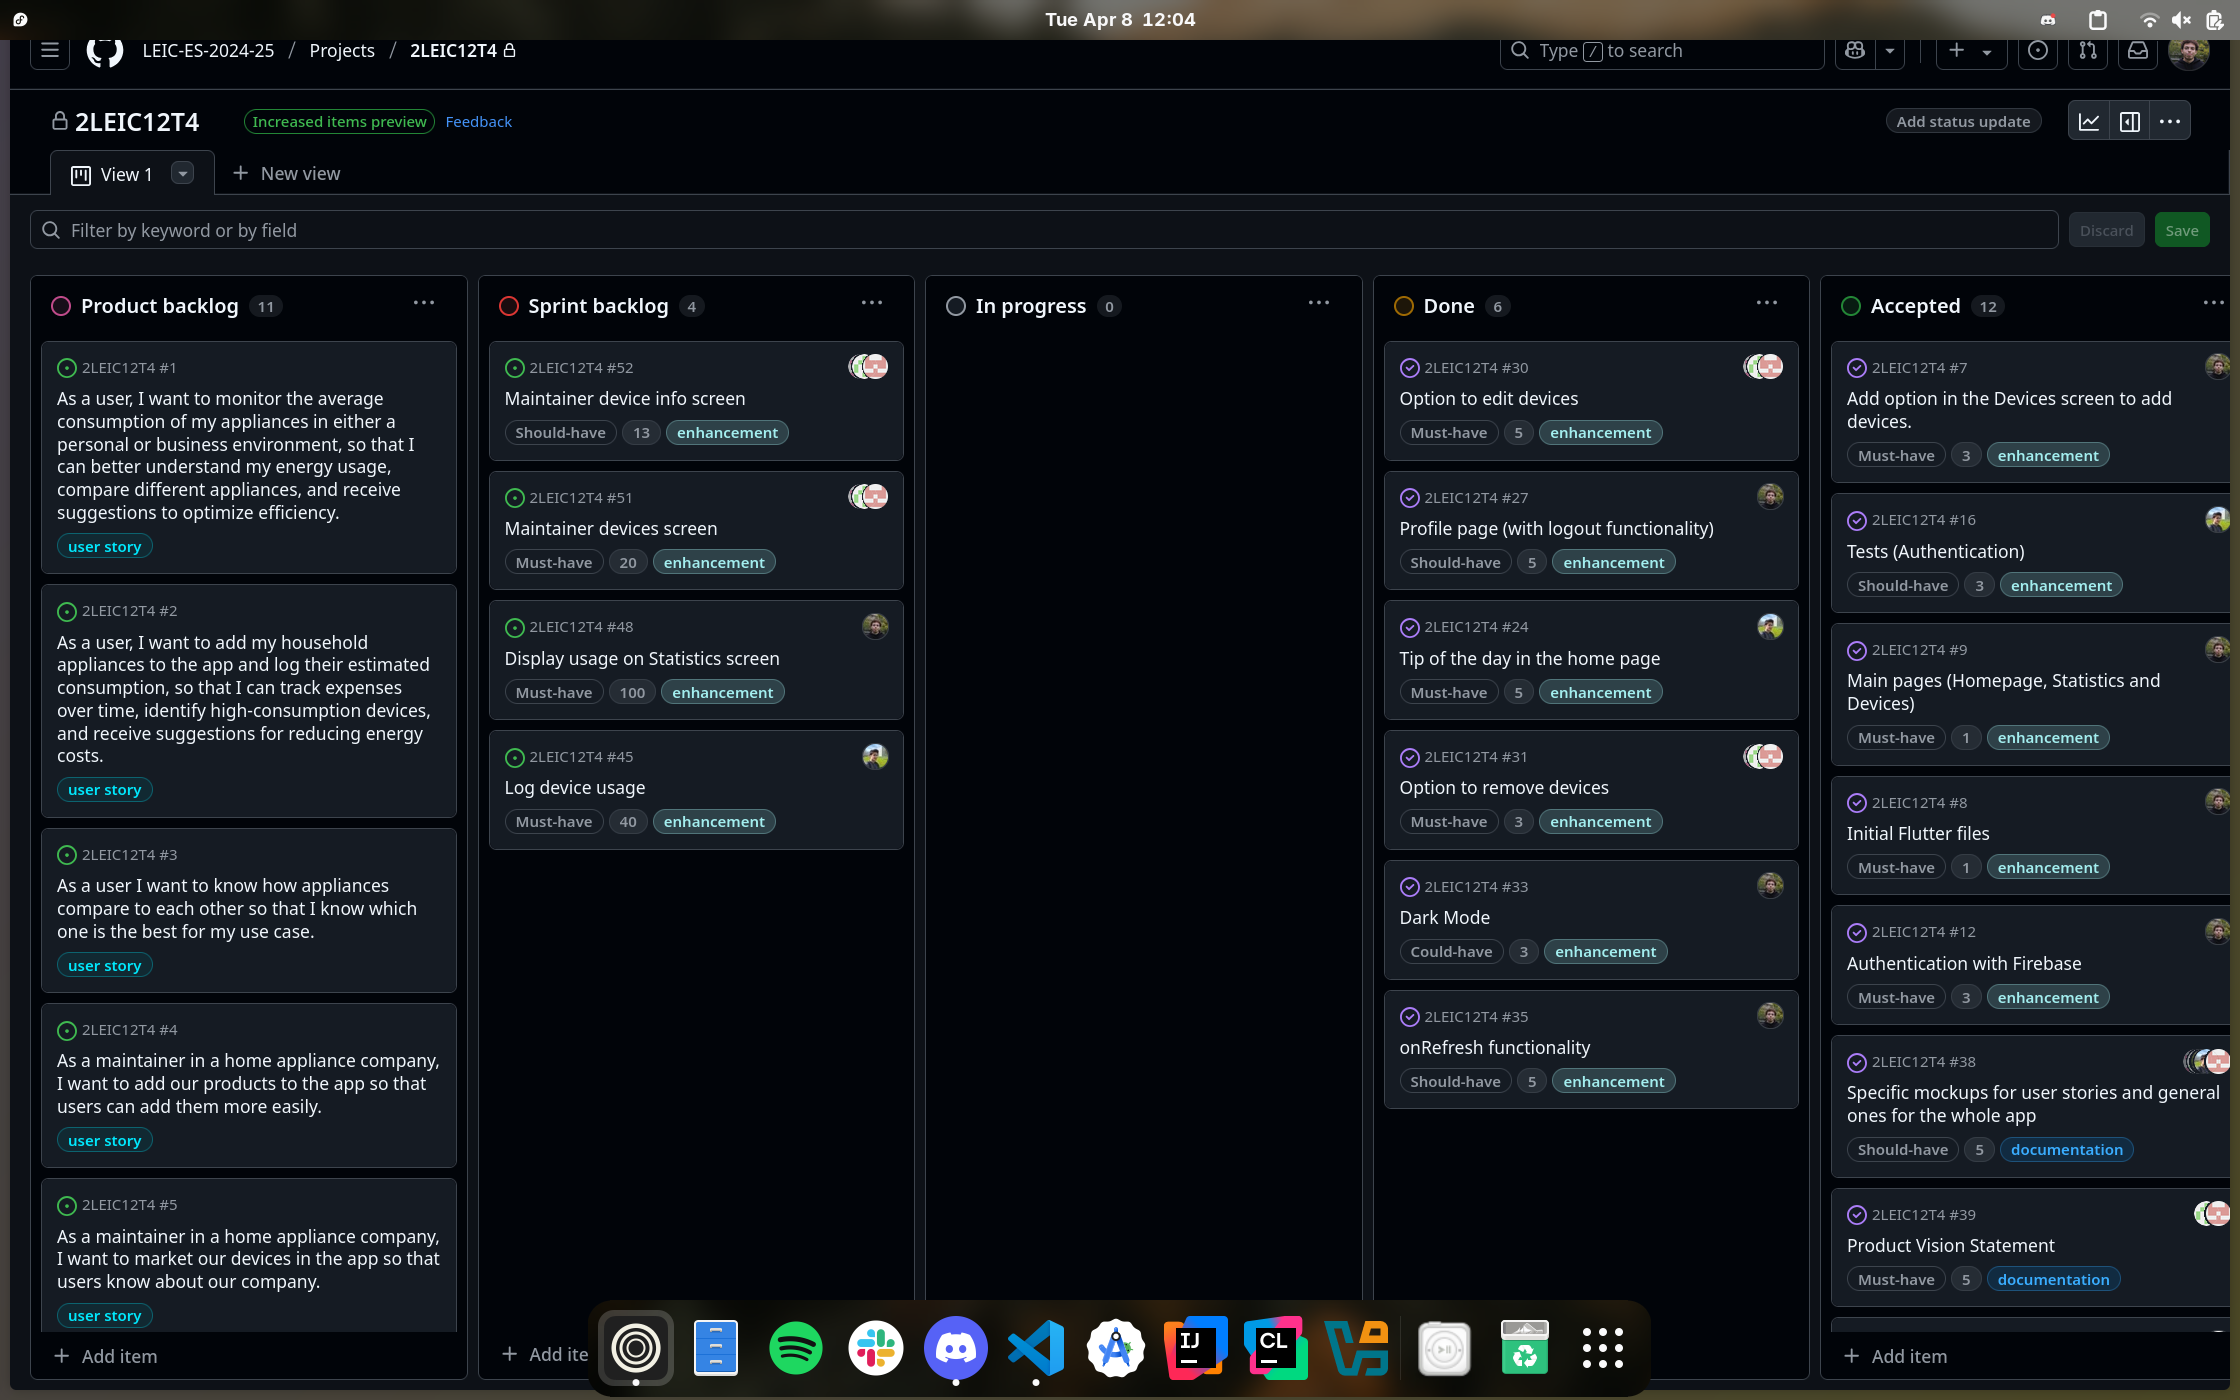 Tue Apr 8 12:04
LEIC-ES-2024-25 / Projects / 2LEIC12T4
Type / to search
2LEIC12T4
Increased items preview
Feedback
Add status update
View 1
New view
Filter by keyword or by field
Discard
Save
Product backlog 11
2LEIC12T4 #1
As a user, I want to monitor the average
consumption of my appliances in either a
personal or business environment, so that I
can better understand my energy usage,
compare different appliances, and receive
suggestions to optimize efficiency.
user story
2LEIC12T4 #2
As a user, I want to add my household
appliances to the app and log their estimated
consumption, so that I can track expenses
over time, identify high-consumption devices,
and receive suggestions for reducing energy
costs.
user story
2LEIC12T4 #3
As a user I want to know how appliances
compare to each other so that I know which
one is the best for my use case.
user story
2LEIC12T4 #4
As a maintainer in a home appliance company,
I want to add our products to the app so that
users can add them more easily.
user story
2LEIC12T4 #5
As a maintainer in a home appliance company,
I want to market our devices in the app so that
users know about our company.
user story
Add item
Sprint backlog 4
2LEIC12T4 #52
Maintainer device info screen
Should-have 13 enhancement
2LEIC12T4 #51
Maintainer devices screen
Must-have 20 enhancement
2LEIC12T4 #48
Display usage on Statistics screen
Must-have 100 enhancement
2LEIC12T4 #45
Log device usage
Must-have 40 enhancement
Add ite
In progress 0
Done 6
2LEIC12T4 #30
Option to edit devices
Must-have 5 enhancement
2LEIC12T4 #27
Profile page (with logout functionality)
Should-have 5 enhancement
2LEIC12T4 #24
Tip of the day in the home page
Must-have 5 enhancement
2LEIC12T4 #31
Option to remove devices
Must-have 3 enhancement
2LEIC12T4 #33
Dark Mode
Could-have 3 enhancement
2LEIC12T4 #35
onRefresh functionality
Should-have 5 enhancement
Accepted 12
2LEIC12T4 #7
Add option in the Devices screen to add
devices.
Must-have 3 enhancement
2LEIC12T4 #16
Tests (Authentication)
Should-have 3 enhancement
2LEIC12T4 #9
Main pages (Homepage, Statistics and
Devices)
Must-have 1 enhancement
2LEIC12T4 #8
Initial Flutter files
Must-have 1 enhancement
2LEIC12T4 #12
Authentication with Firebase
Must-have 3 enhancement
2LEIC12T4 #38
Specific mockups for user stories and general
ones for the whole app
Should-have 5 documentation
2LEIC12T4 #39
Product Vision Statement
Must-have 5 documentation
Add item
IJ
CL